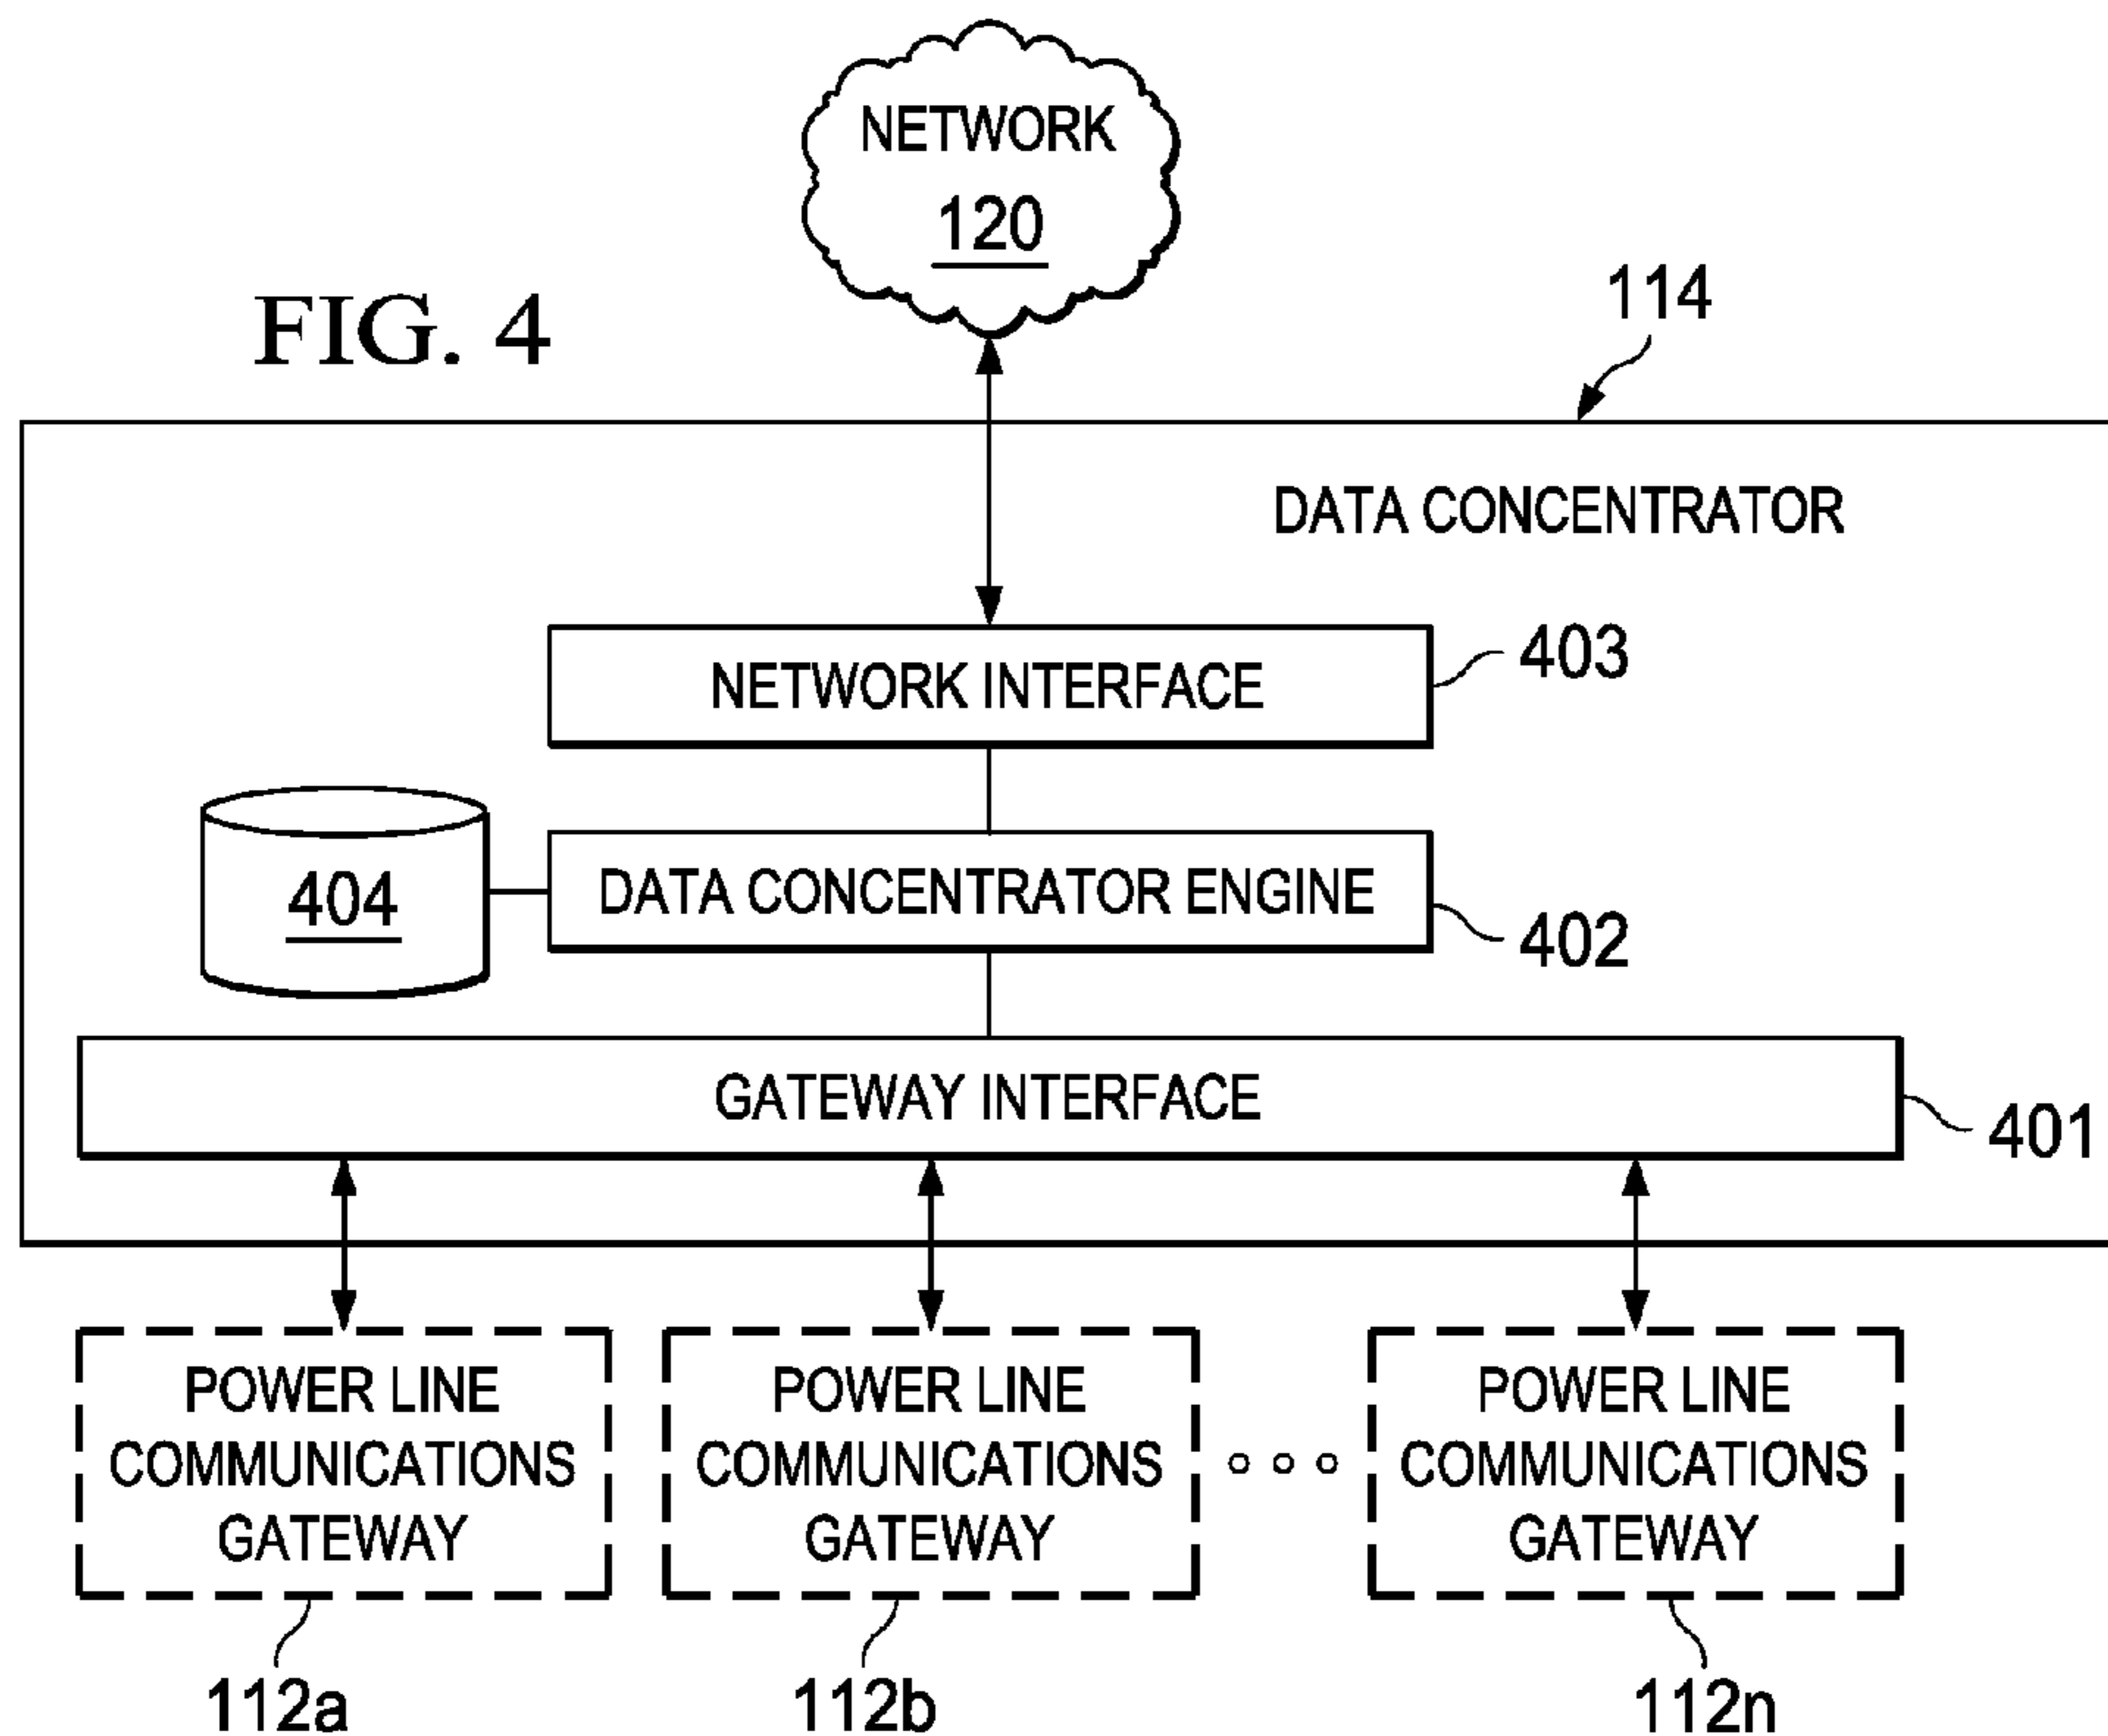 NETWORK
120
FIG. 4
114
DATA CONCENTRATOR
NETWORK INTERFACE
403
404
DATA CONCENTRATOR ENGINE
402
GATEWAY INTERFACE
401
POWER LINE
COMMUNICATIONS
GATEWAY
POWER LINE
COMMUNICATIONS
GATEWAY
POWER LINE
COMMUNICATIONS
GATEWAY
112a
112b
112n